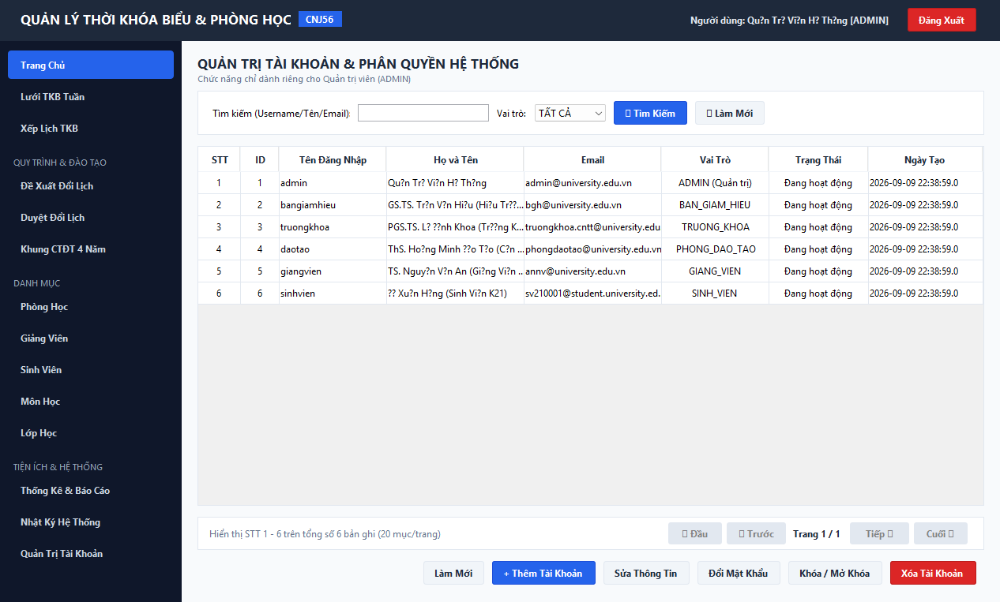 QUẢN LÝ THỜI KHÓA BIỂU & PHÒNG HỌC CNJ56 Người dùng: Qu?n Tr? Vi?n H? Th?ng [ADMIN] Đăng Xuất
Trang Chủ
Lưới TKB Tuần
Xếp Lịch TKB
QUY TRÌNH & ĐÀO TẠO
Đề Xuất Đổi Lịch
Duyệt Đổi Lịch
Khung CTĐT 4 Năm
DANH MỤC
Phòng Học
Giảng Viên
Sinh Viên
Môn Học
Lớp Học
TIỆN ÍCH & HỆ THỐNG
Thống Kê & Báo Cáo
Nhật Ký Hệ Thống
Quản Trị Tài Khoản
QUẢN TRỊ TÀI KHOẢN & PHÂN QUYỀN HỆ THỐNG
Chức năng chỉ dành riêng cho Quản trị viên (ADMIN)
Tìm kiếm (Username/Tên/Email): Vai trò: TẤT CẢ Tìm Kiếm Làm Mới
STT ID Tên Đăng Nhập Họ và Tên Email Vai Trò Trạng Thái Ngày Tạo
1 1 admin Qu?n Tr? Vi?n H? Th?ng admin@university.edu.vn ADMIN (Quản trị) Đang hoạt động 2026-09-09 22:38:59.0
2 2 bangiamhieu GS.TS. Tr?n V?n Hi?u (Hi?u Tr??... bgh@university.edu.vn BAN_GIAM_HIEU Đang hoạt động 2026-09-09 22:38:59.0
3 3 truongkhoa PGS.TS. L? ??nh Khoa (Tr??ng K... truongkhoa.cntt@university.edu TRUONG_KHOA Đang hoạt động 2026-09-09 22:38:59.0
4 4 daotao ThS. Ho?ng Minh ??o T?o (C?n ... phongdaotao@university.edu.vn PHONG_DAO_TAO Đang hoạt động 2026-09-09 22:38:59.0
5 5 giangvien TS. Nguy?n V?n An (Gi?ng Vi?n ... annv@university.edu.vn GIANG_VIEN Đang hoạt động 2026-09-09 22:38:59.0
6 6 sinhvien ?? Xu?n H?ng (Sinh Vi?n K21) sv210001@student.university.ed. SINH_VIEN Đang hoạt động 2026-09-09 22:38:59.0
Hiển thị STT 1 - 6 trên tổng số 6 bản ghi (20 mục/trang) Đầu Trước Trang 1 / 1 Tiếp Cuối
Làm Mới + Thêm Tài Khoản Sửa Thông Tin Đổi Mật Khẩu Khóa / Mở Khóa Xóa Tài Khoản